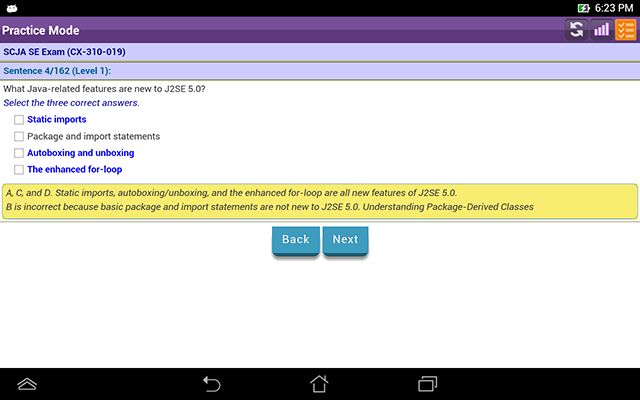 6:23 PM
Practice Mode
SCJA SE Exam (CX-310-019)
Sentence 4/162 (Level 1):
What Java-related features are new to J2SE 5.0?
Select the three correct answers.
Static imports
Package and import statements
Autoboxing and unboxing
The enhanced for-loop
A, C, and D. Static imports, autoboxing/unboxing, and the enhanced for-loop are all new features of J2SE 5.0.
B is incorrect because basic package and import statements are not new to J2SE 5.0. Understanding Package-Derived Classes
Back Next